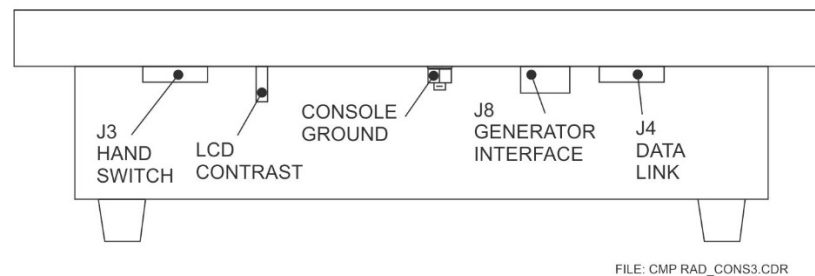 J3
HAND
SWITCH
LCD
CONTRAST
CONSOLE
GROUND
J8
GENERATOR
INTERFACE
J4
DATA
LINK
FILE: CMP RAD_CONS3.CDR